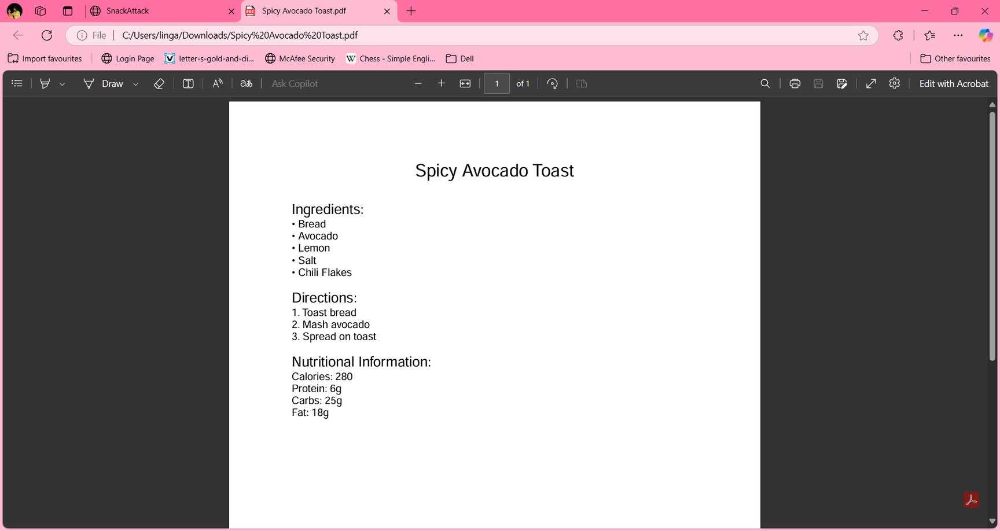 SnackAttack
Spicy Avocado Toast.pdf
File
C:/Users/linga/Downloads/Spicy%20Avocado%20Toast.pdf
Import favourites
Login Page
letter-s-gold-and-di...
McAfee Security
W Chess - Simple Engli...
Dell
Other favourites
Draw
Ask Copilot
1
of 1
Edit with Acrobat
Spicy Avocado Toast
Ingredients:
• Bread
• Avocado
• Lemon
• Salt
• Chili Flakes
Directions:
1. Toast bread
2. Mash avocado
3. Spread on toast
Nutritional Information:
Calories: 280
Protein: 6g
Carbs: 25g
Fat: 18g